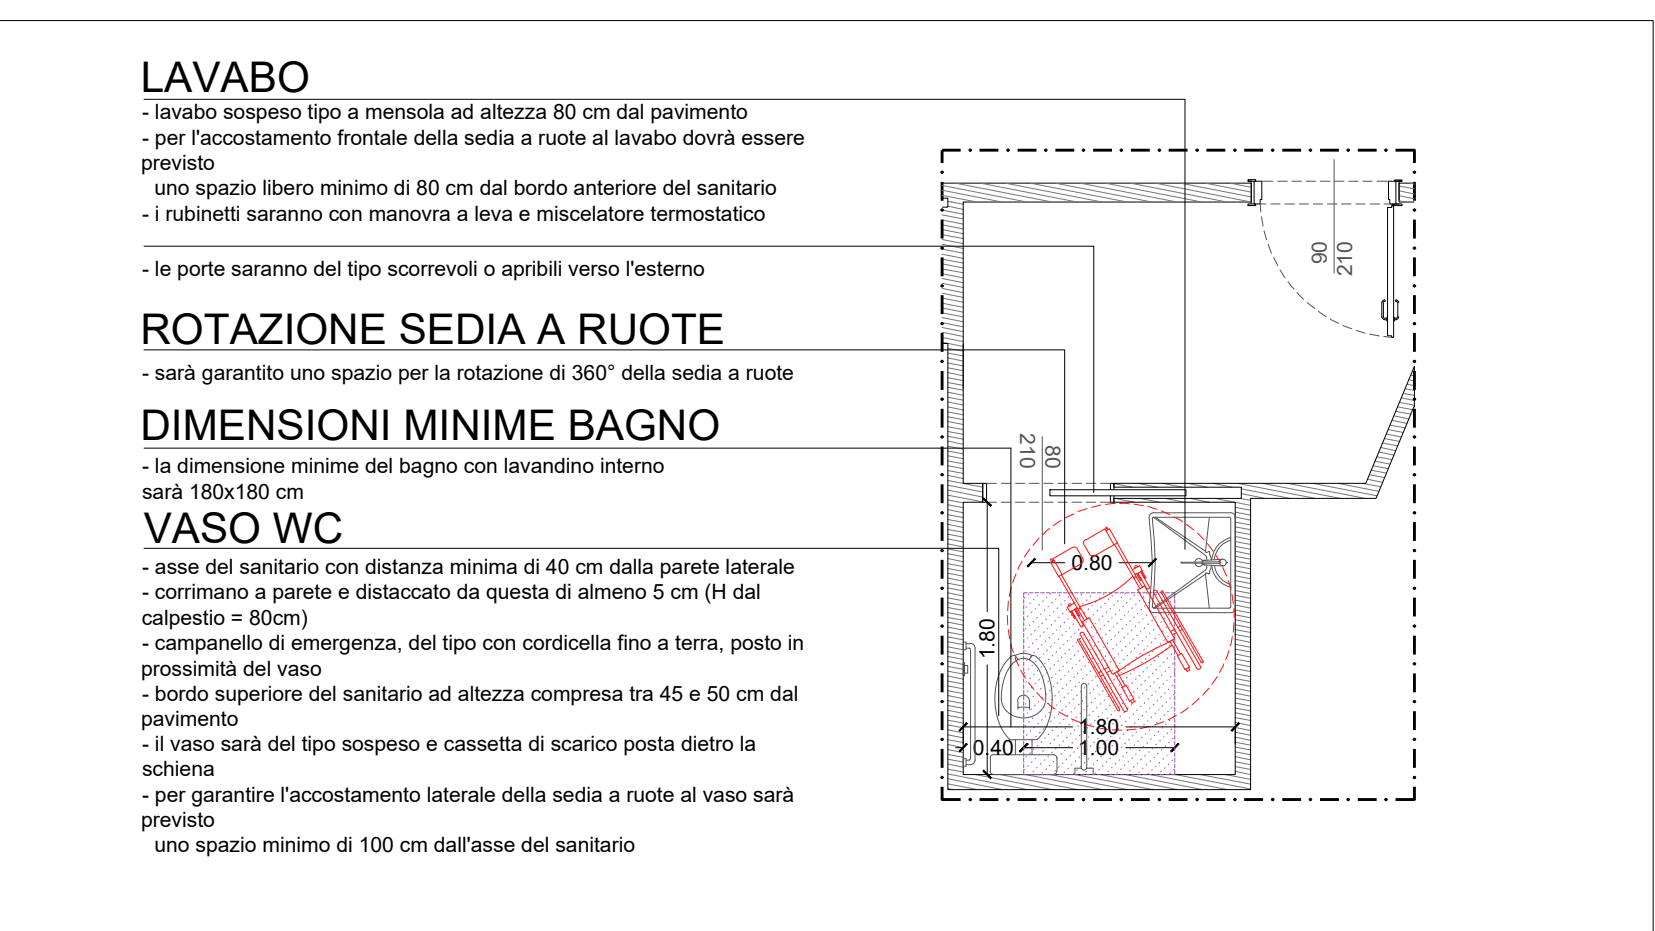 LAVABO
- lavabo sospeso tipo a mensola ad altezza 80 cm dal pavimento
- per l'accostamento frontale della sedia a ruote al lavabo dovrà essere
previsto
uno spazio libero minimo di 80 cm dal bordo anteriore del sanitario
- i rubinetti saranno con manovra a leva e miscelatore termostatico
- le porte saranno del tipo scorrevoli o apribili verso l'esterno
ROTAZIONE SEDIA A RUOTE
- sarà garantito uno spazio per la rotazione di 360° della sedia a ruote
DIMENSIONI MINIME BAGNO
- la dimensione minime del bagno con lavandino interno
sarà 180x180 cm
VASO WC
- asse del sanitario con distanza minima di 40 cm dalla parete laterale
- corrimano a parete e distaccato da questa di almeno 5 cm (H dal
calpestio = 80cm)
- campanello di emergenza, del tipo con cordicella fino a terra, posto in
prossimità del vaso
- bordo superiore del sanitario ad altezza compresa tra 45 e 50 cm dal
pavimento
- il vaso sarà del tipo sospeso e cassetta di scarico posta dietro la
schiena
- per garantire l'accostamento laterale della sedia a ruote al vaso sarà
previsto
uno spazio minimo di 100 cm dall'asse del sanitario
90
210
80
210
0.80
1.80
1.80
0.40
1.00